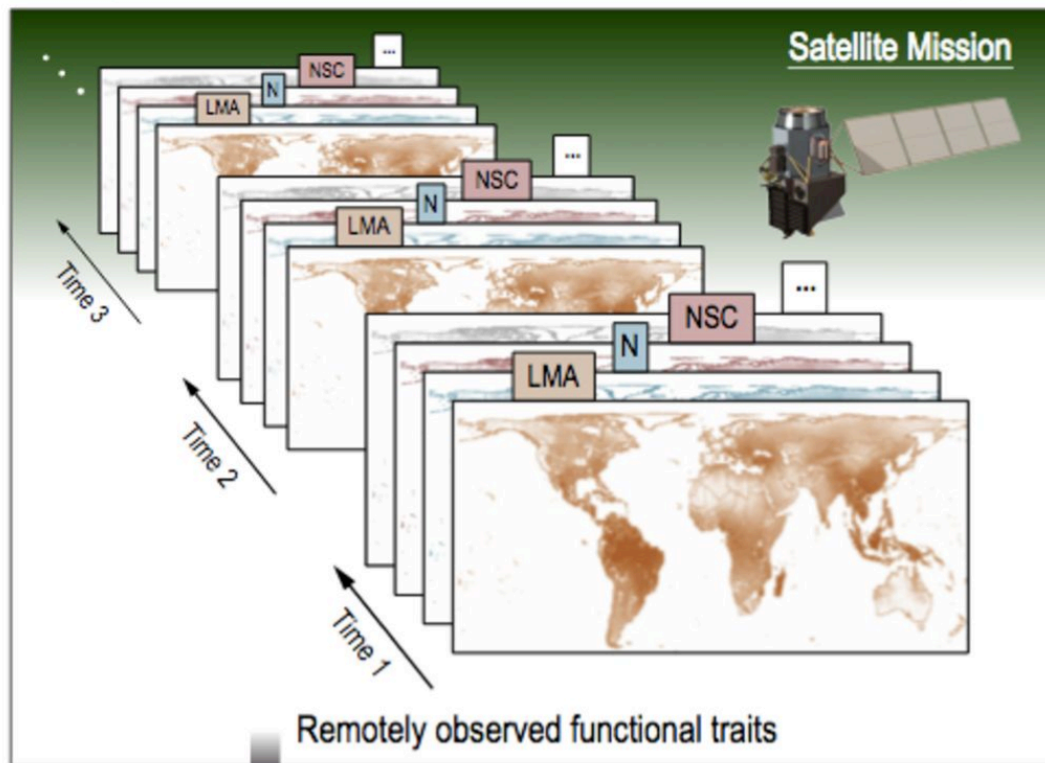 Satellite Mission
...
NSC
N
LMA
Time 3
...
NSC
N
LMA
Time 2
...
NSC
N
LMA
Time 1
Remotely observed functional traits